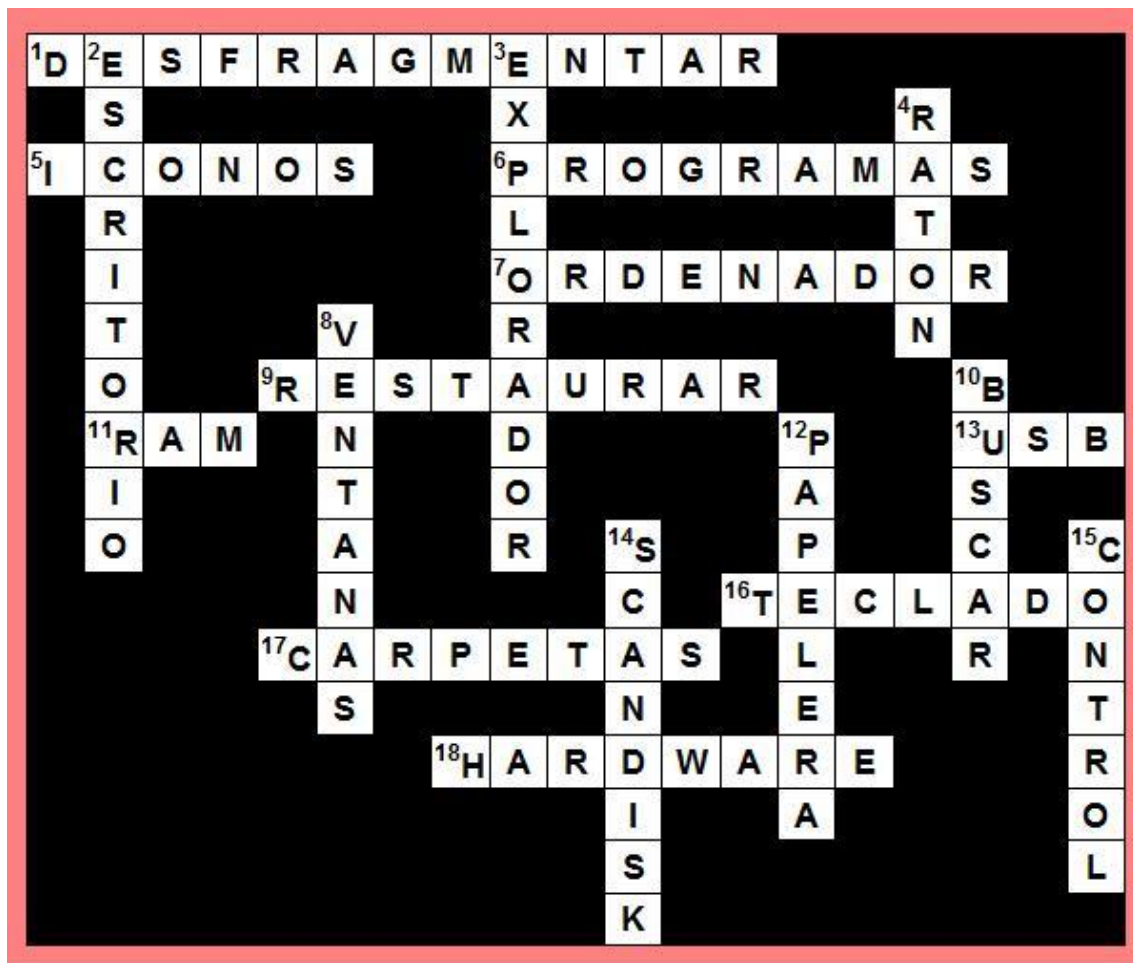 1D 2E S F R A G M 3E N T A R
S X 4R
5I C O N O S 6P R O G R A M A S
R L T
I 7O R D E N A D O R
T 8V R N
O 9R E S T A U R A R 10B
11R A M N D 12P 13U S B
I T O A S
O A R 14S P C 15C
N C 16T E C L A D O
17C A R P E T A S L R N
S N E T
18H A R D W A R E R
I A O
S L
K